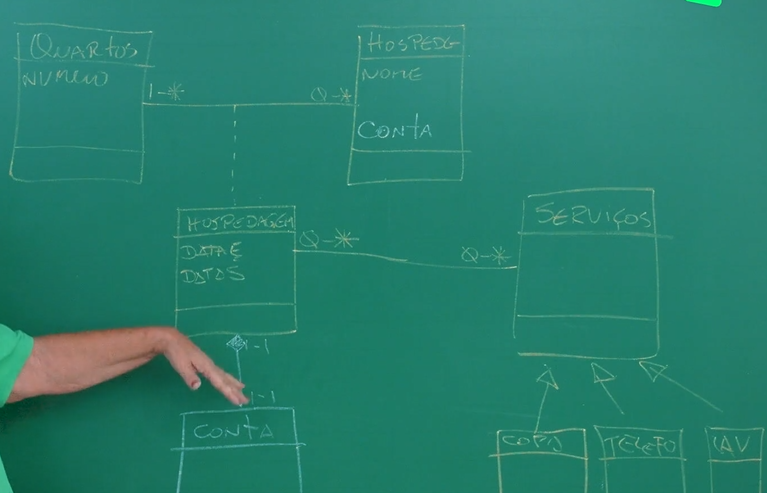 QUARTOS
NUMERO
1-*
0-*
HOSPEDE
NOME
CONTA
HOSPEDAGEM
DATAE
DATAS
0-*
0-*
SERVIÇOS
1-1
1-1
CONTA
COPA
TELEFO
LAV